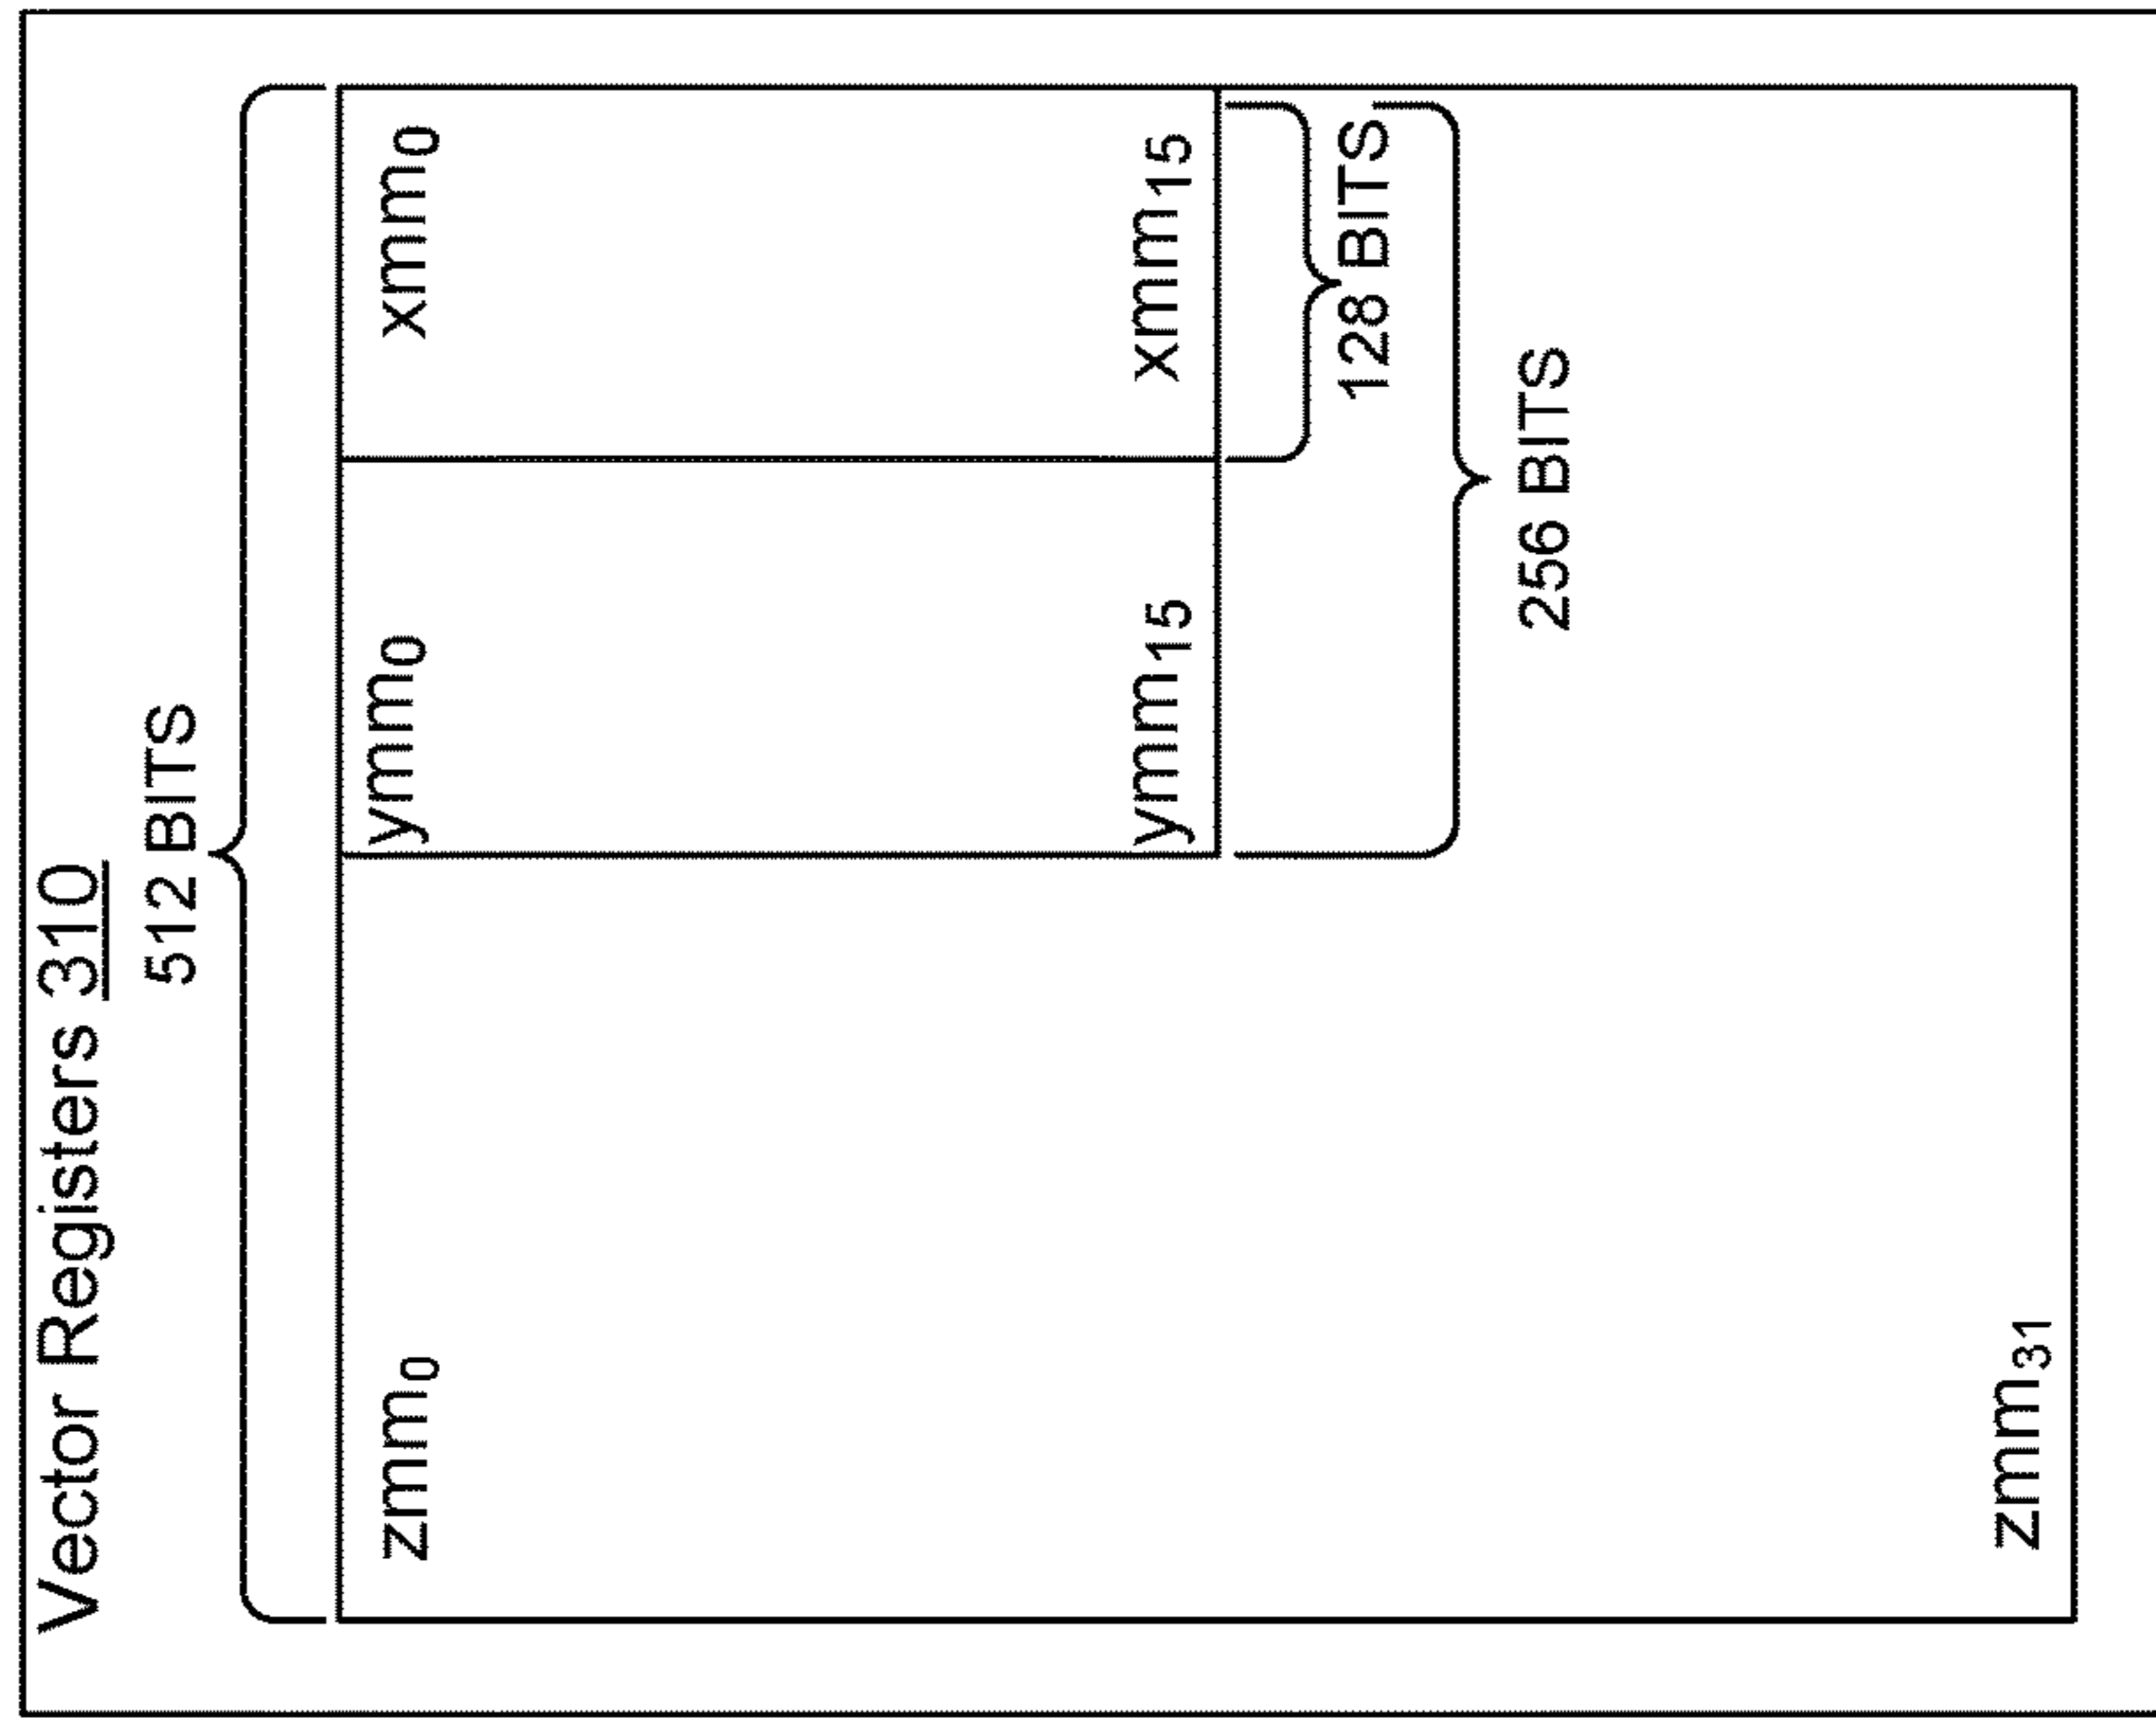 Vector Registers 310
512 BITS
zmm0 ymm0 xmm0
ymm15 xmm15
128 BITS
256 BITS
zmm31